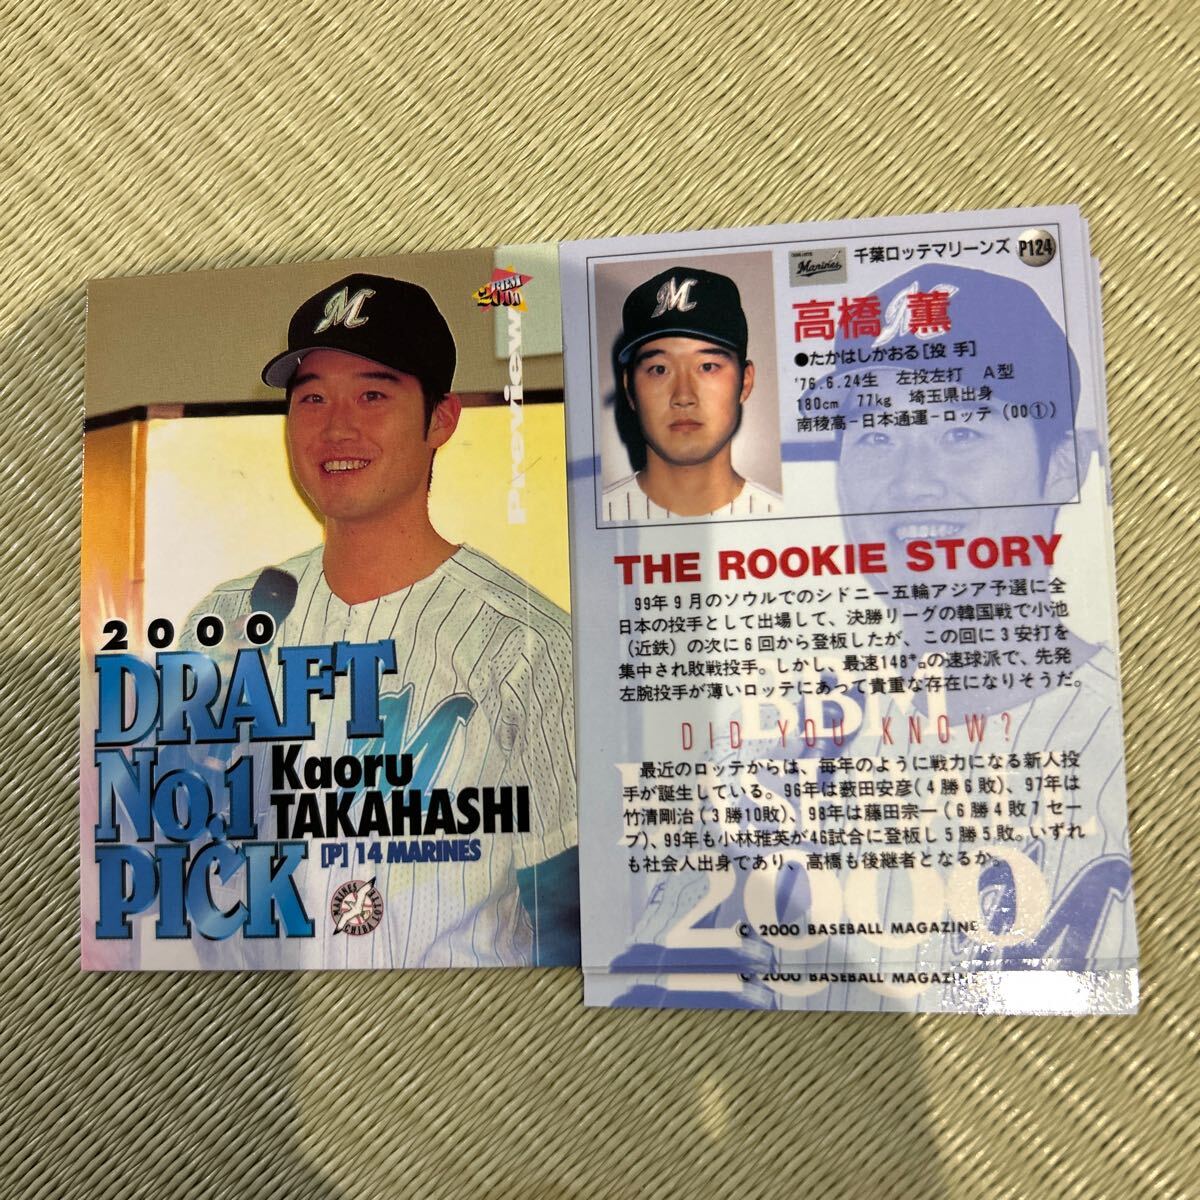 BBM
2000
Preview
M
2000
DRAFT
No.1
PICK
Kaoru
TAKAHASHI
[P] 14 MARINES
MARINES
CHIBA
LOTTE
Marines
千葉ロッテマリーンズ
P124
高橋 薫
●たかはしかおる[投 手]
'76.6.24生 左投左打 A型
180cm 77kg 埼玉県出身
南稜高−日本通運−ロッテ（00①）
THE ROOKIE STORY
99年9月のソウルでのシドニー五輪アジア予選に全
日本の投手として出場して、決勝リーグの韓国戦で小池
（近鉄）の次に6回から登板したが、この回に3安打を
集中され敗戦投手。しかし、最速148㌔の速球派で、先発
左腕投手が薄いロッテにあって貴重な存在になりそうだ。
DID YOU KNOW?
最近のロッテからは、毎年のように戦力になる新人投
手が誕生している。96年は薮田安彦(4勝6敗)、97年は
竹清剛治(3勝10敗)、98年は藤田宗一(6勝4敗7セー
ブ)、99年も小林雅英が46試合に登板し5勝5敗。いずれ
も社会人出身であり、高橋も後継者となるか。
BBM
2000
© 2000 BASEBALL MAGAZINE
© 2000 BASEBALL MAGAZINE